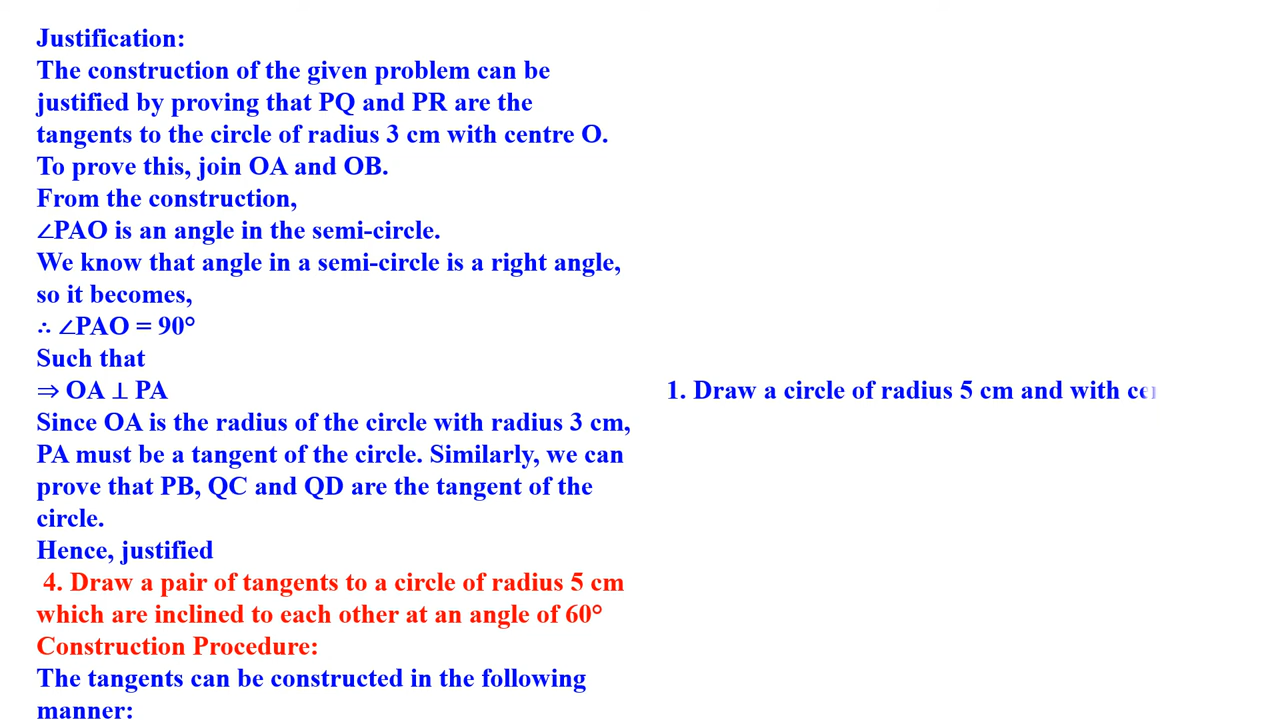 Justification:
The construction of the given problem can be
justified by proving that PQ and PR are the
tangents to the circle of radius 3 cm with centre O.
To prove this, join OA and OB.
From the construction,
∠PAO is an angle in the semi-circle.
We know that angle in a semi-circle is a right angle,
so it becomes,
∴ ∠PAO = 90°
Such that
⇒ OA ⊥ PA
Since OA is the radius of the circle with radius 3 cm,
PA must be a tangent of the circle. Similarly, we can
prove that PB, QC and QD are the tangent of the
circle.
Hence, justified
4. Draw a pair of tangents to a circle of radius 5 cm
which are inclined to each other at an angle of 60°
Construction Procedure:
The tangents can be constructed in the following
manner:
1. Draw a circle of radius 5 cm and with